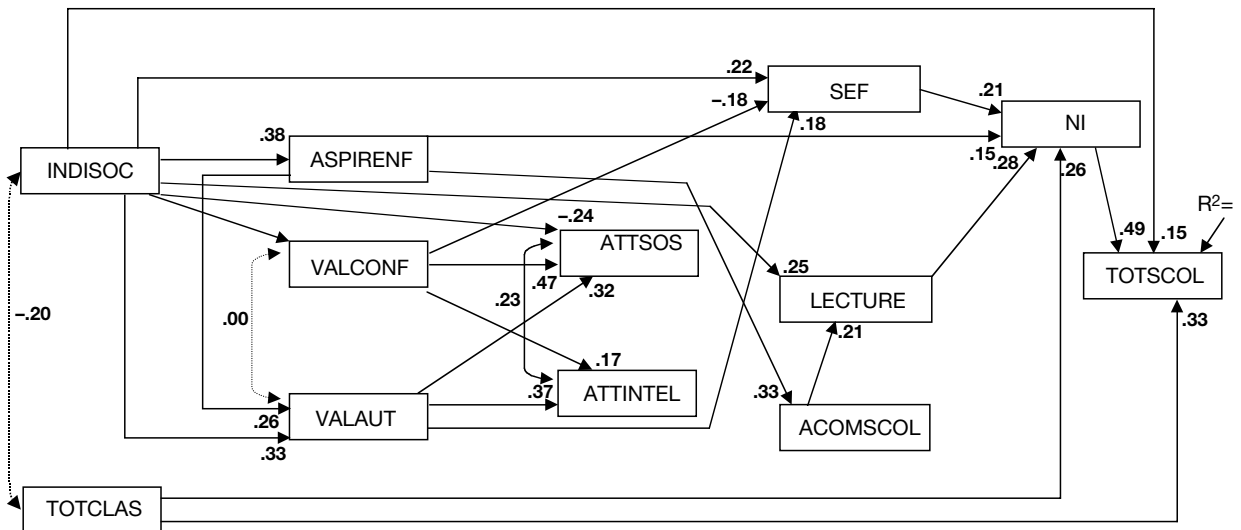 .22
SEF
–.18
.21
.18
NI
.38
ASPIRENF
.15
.28
.26
INDISOC
R²=
–.24
ATTSOS
.49
.15
VALCONF
.47
.32
.25
TOTSCOL
.23
LECTURE
–.20
.00
.21
.33
.17
.37
ATTINTEL
.33
VALAUT
.26
ACOMSCOL
.33
TOTCLAS